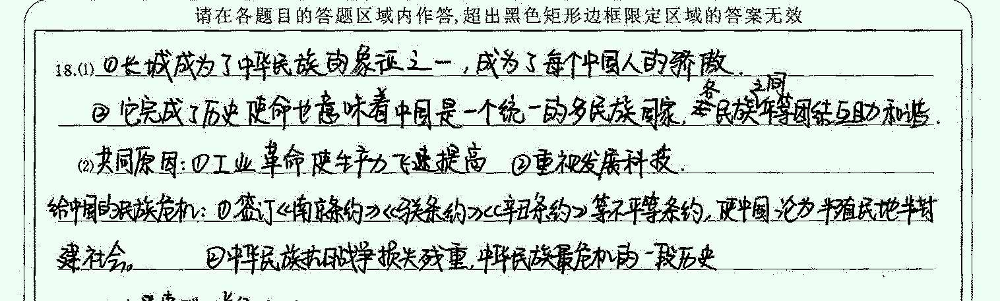 请在各题目的答题区域内作答,超出黑色矩形边框限定区域的答案无效
18.(1) ①长城成为了中华民族的象征之一,成为了每个中国人的骄傲.
②它完成了历史使命也意味着中国是一个统一的多民族国家,各民族之间平等团结互助和谐.
(2)共同原因:①工业革命使生产力飞速提高 ②重视发展科技.
给中国的民族危机:①签订《南京条约》《马关条约》《辛丑条约》等不平等条约,使中国沦为半殖民地半封
建社会。 ②中华民族抗日战争损失残重,中华民族最危机的一段历史